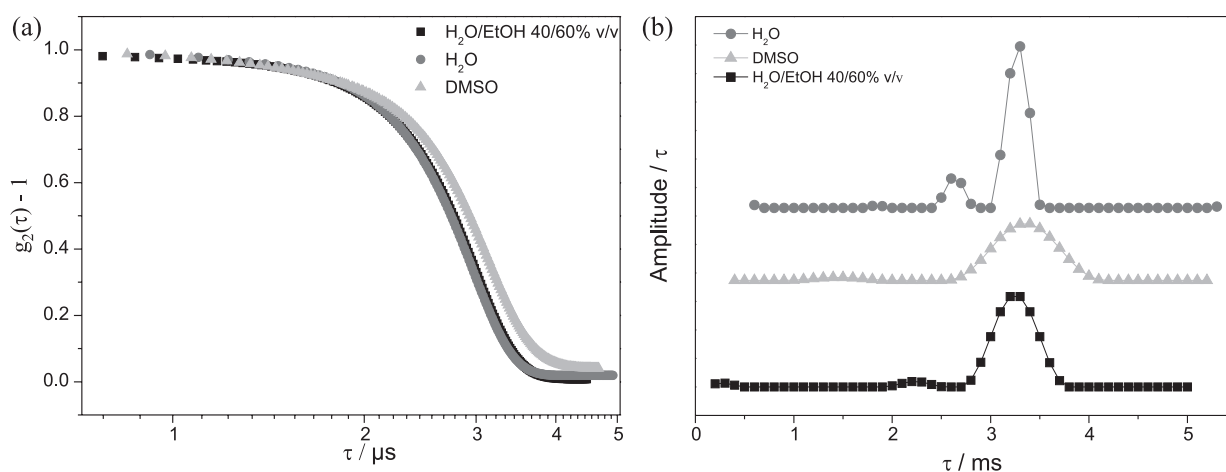 (a)
H₂O/EtOH 40/60% v/v
H₂O
DMSO
g₂(τ) - 1
1.0
0.8
0.6
0.4
0.2
0.0
1
2
3
4
5
τ / μs
(b)
H₂O
DMSO
H₂O/EtOH 40/60% v/v
Amplitude / τ
0
1
2
3
4
5
τ / ms